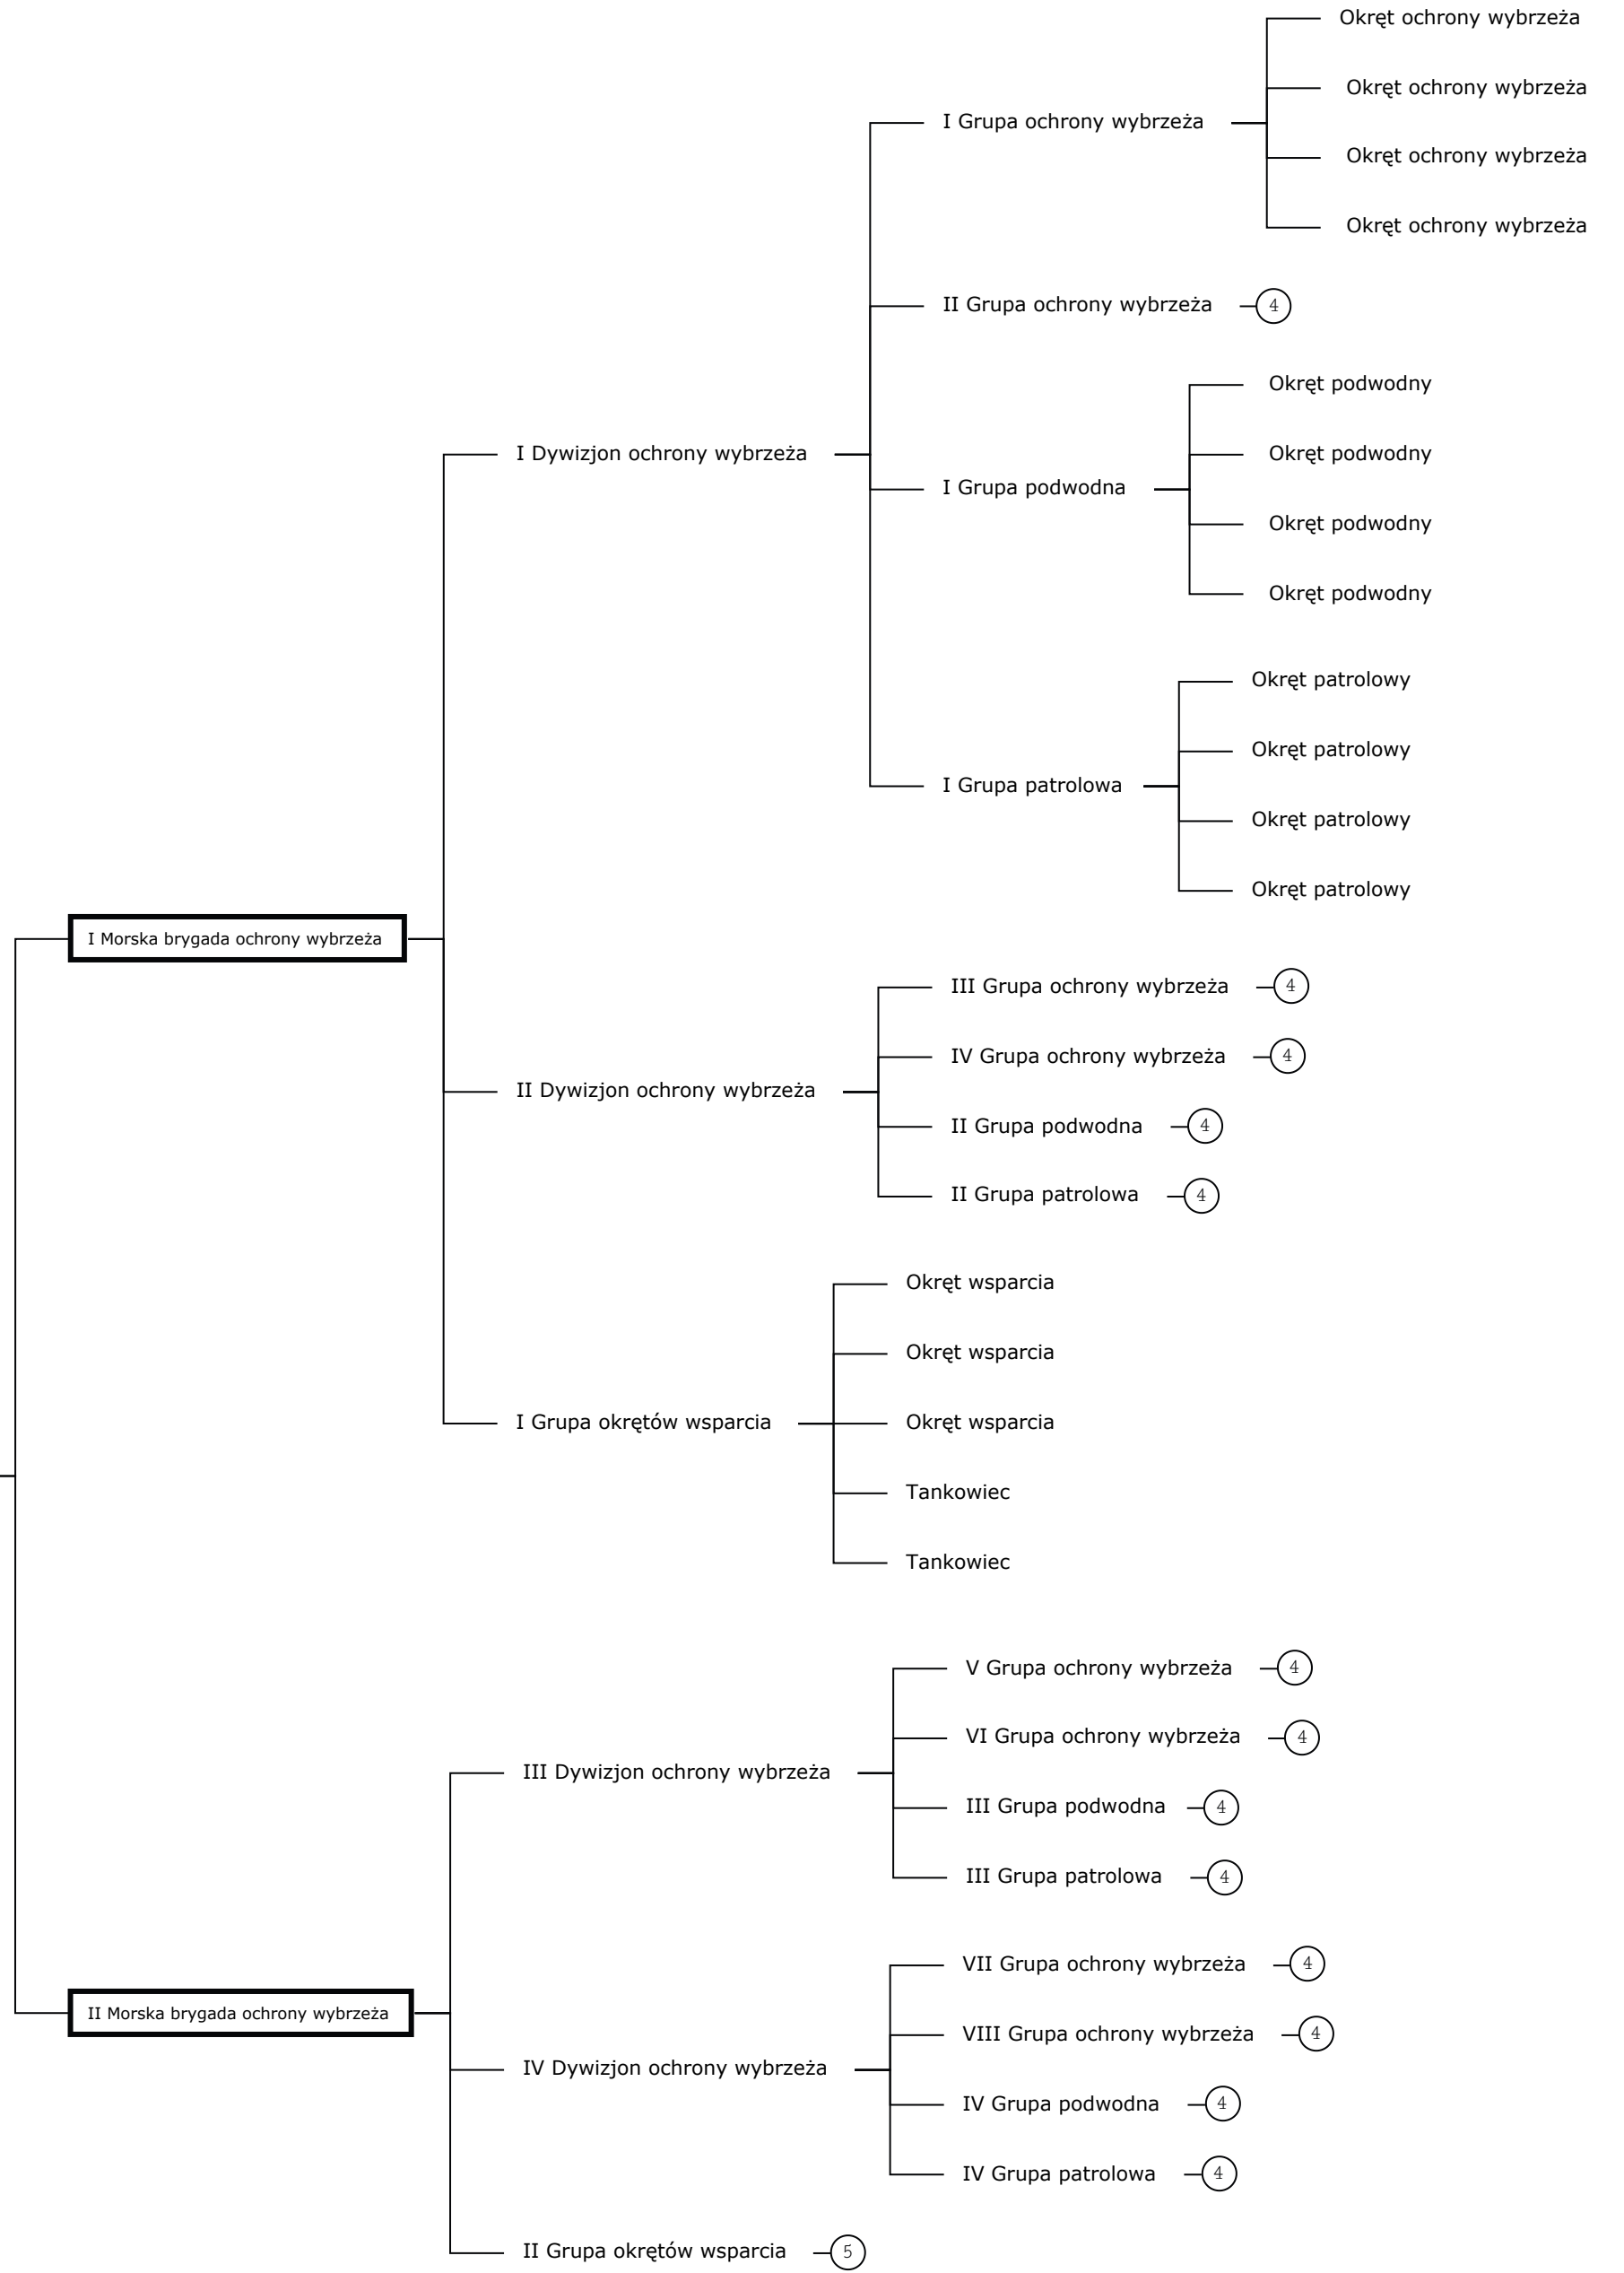 Okręt ochrony wybrzeża
Okręt ochrony wybrzeża
I Grupa ochrony wybrzeża
Okręt ochrony wybrzeża
Okręt ochrony wybrzeża
II Grupa ochrony wybrzeża 4
Okręt podwodny
I Dywizjon ochrony wybrzeża
Okręt podwodny
I Grupa podwodna
Okręt podwodny
Okręt podwodny
Okręt patrolowy
Okręt patrolowy
I Grupa patrolowa
Okręt patrolowy
Okręt patrolowy
I Morska brygada ochrony wybrzeża
III Grupa ochrony wybrzeża 4
IV Grupa ochrony wybrzeża 4
II Dywizjon ochrony wybrzeża
II Grupa podwodna 4
II Grupa patrolowa 4
Okręt wsparcia
Okręt wsparcia
I Grupa okrętów wsparcia
Okręt wsparcia
Tankowiec
Tankowiec
V Grupa ochrony wybrzeża 4
VI Grupa ochrony wybrzeża 4
III Dywizjon ochrony wybrzeża
III Grupa podwodna 4
III Grupa patrolowa 4
VII Grupa ochrony wybrzeża 4
II Morska brygada ochrony wybrzeża
VIII Grupa ochrony wybrzeża 4
IV Dywizjon ochrony wybrzeża
IV Grupa podwodna 4
IV Grupa patrolowa 4
II Grupa okrętów wsparcia 5